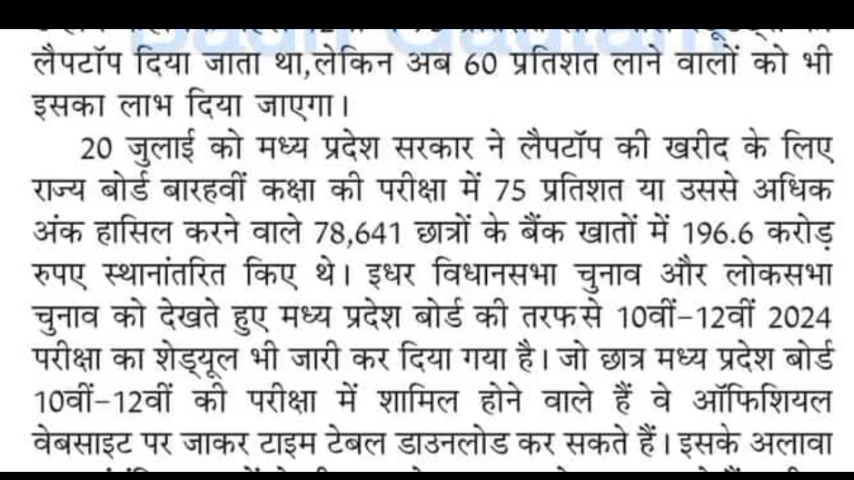 लैपटॉप दिया जाता था,लेकिन अब 60 प्रतिशत लाने वालों को भी
इसका लाभ दिया जाएगा।
20 जुलाई को मध्य प्रदेश सरकार ने लैपटॉप की खरीद के लिए
राज्य बोर्ड बारहवीं कक्षा की परीक्षा में 75 प्रतिशत या उससे अधिक
अंक हासिल करने वाले 78,641 छात्रों के बैंक खातों में 196.6 करोड़
रुपए स्थानांतरित किए थे। इधर विधानसभा चुनाव और लोकसभा
चुनाव को देखते हुए मध्य प्रदेश बोर्ड की तरफसे 10वीं-12वीं 2024
परीक्षा का शेड्यूल भी जारी कर दिया गया है। जो छात्र मध्य प्रदेश बोर्ड
10वीं-12वीं की परीक्षा में शामिल होने वाले हैं वे ऑफिशियल
वेबसाइट पर जाकर टाइम टेबल डाउनलोड कर सकते हैं। इसके अलावा